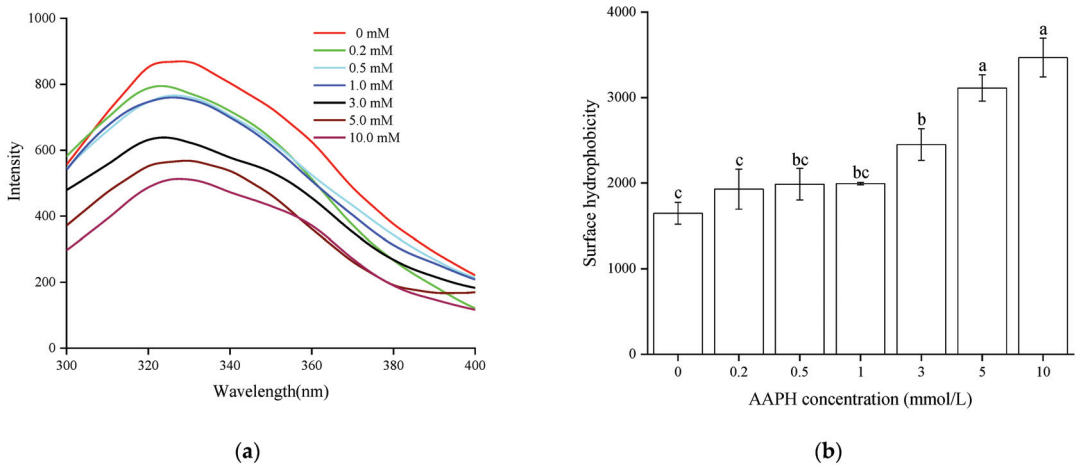 1000
800
600
400
200
0
Intensity
0 mM
0.2 mM
0.5 mM
1.0 mM
3.0 mM
5.0 mM
10.0 mM
300 320 340 360 380 400
Wavelength(nm)
(a)
4000
3000
2000
1000
0
Surface hydrophobicity
c c bc bc b a a
0 0.2 0.5 1 3 5 10
AAPH concentration (mmol/L)
(b)